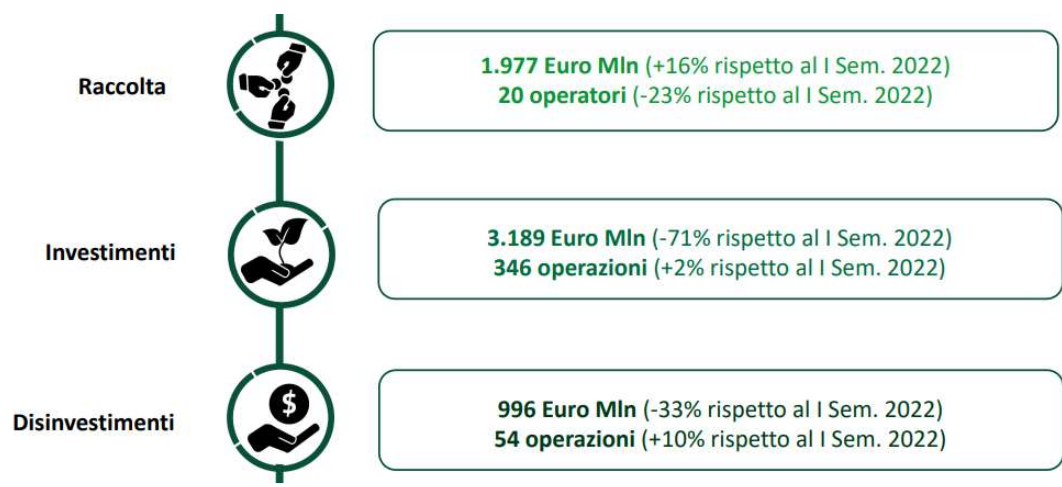 Raccolta
1.977 Euro Mln (+16% rispetto al I Sem. 2022)
20 operatori (-23% rispetto al I Sem. 2022)
Investimenti
3.189 Euro Mln (-71% rispetto al I Sem. 2022)
346 operazioni (+2% rispetto al I Sem. 2022)
Disinvestimenti
$
996 Euro Mln (-33% rispetto al I Sem. 2022)
54 operazioni (+10% rispetto al I Sem. 2022)